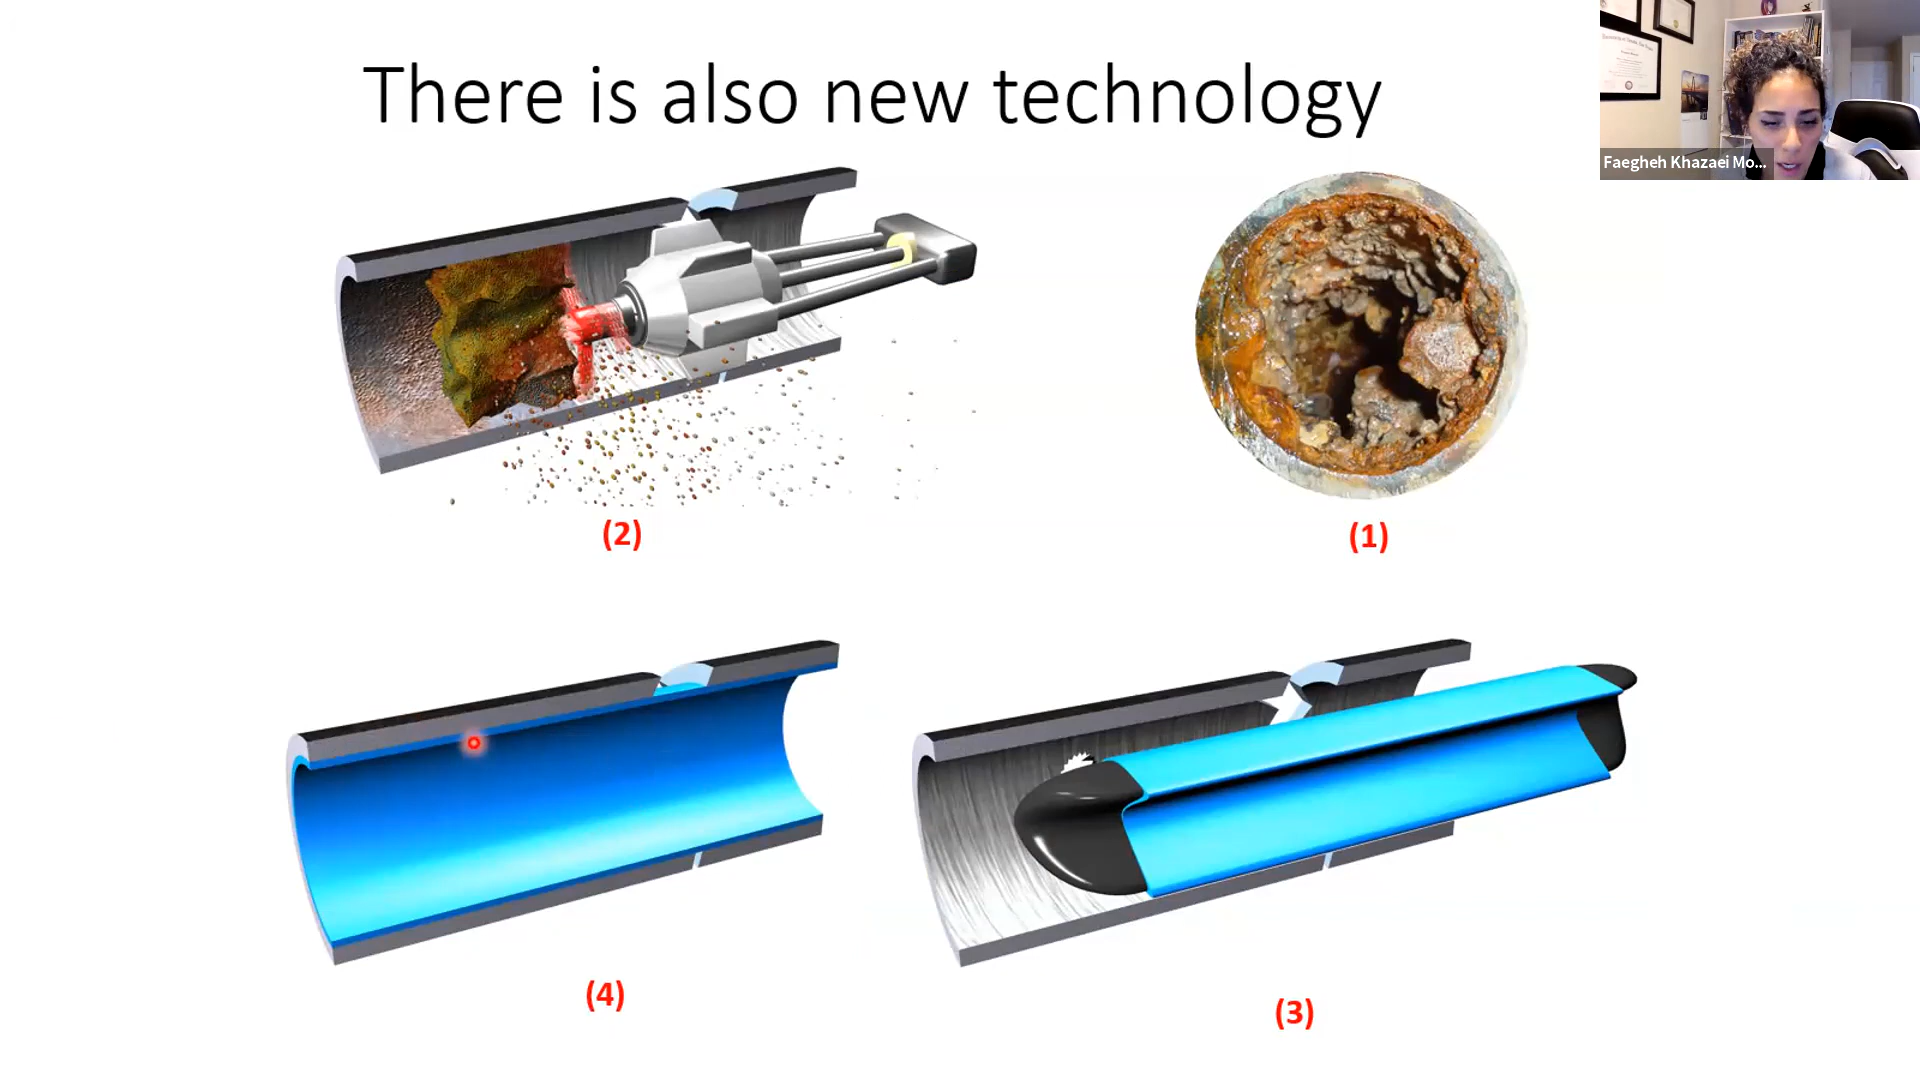 There is also new technology
Faegheh Khazaei Mo...
(2)
(1)
(4)
(3)